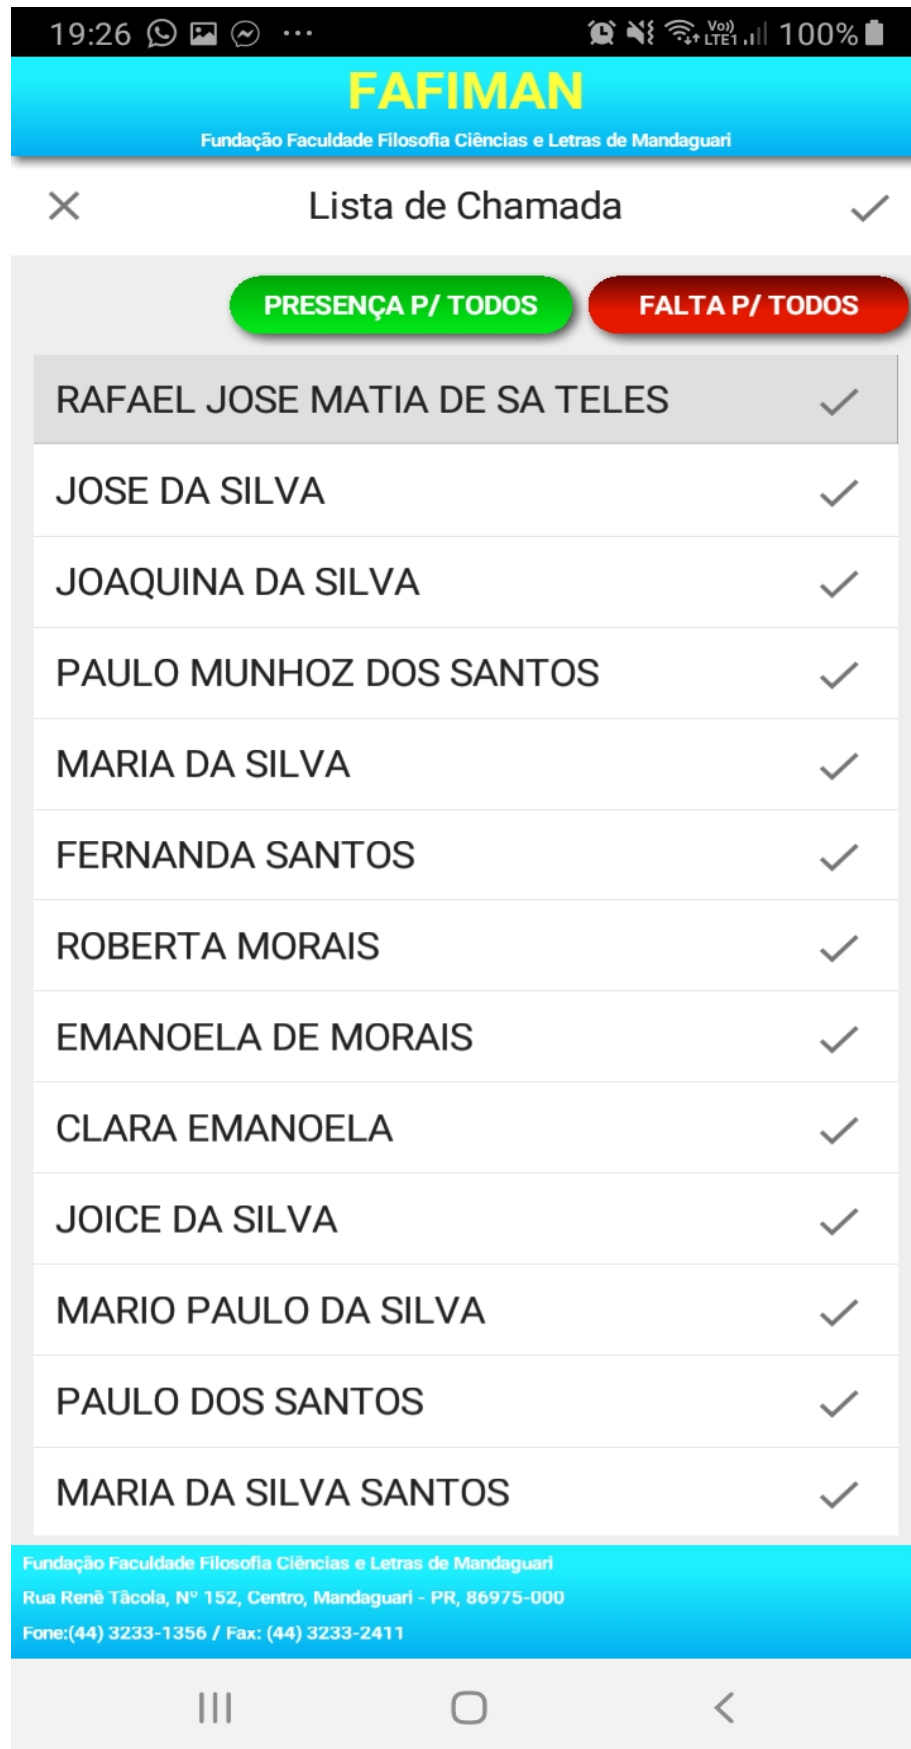 19:26 Vo)) LTE1 100%
FAFIMAN
Fundação Faculdade Filosofia Ciências e Letras de Mandaguari
Lista de Chamada
PRESENÇA P/ TODOS FALTA P/ TODOS
RAFAEL JOSE MATIA DE SA TELES
JOSE DA SILVA
JOAQUINA DA SILVA
PAULO MUNHOZ DOS SANTOS
MARIA DA SILVA
FERNANDA SANTOS
ROBERTA MORAIS
EMANOELA DE MORAIS
CLARA EMANOELA
JOICE DA SILVA
MARIO PAULO DA SILVA
PAULO DOS SANTOS
MARIA DA SILVA SANTOS
Fundação Faculdade Filosofia Ciências e Letras de Mandaguari
Rua Renê Tâcola, Nº 152, Centro, Mandaguari - PR, 86975-000
Fone:(44) 3233-1356 / Fax: (44) 3233-2411